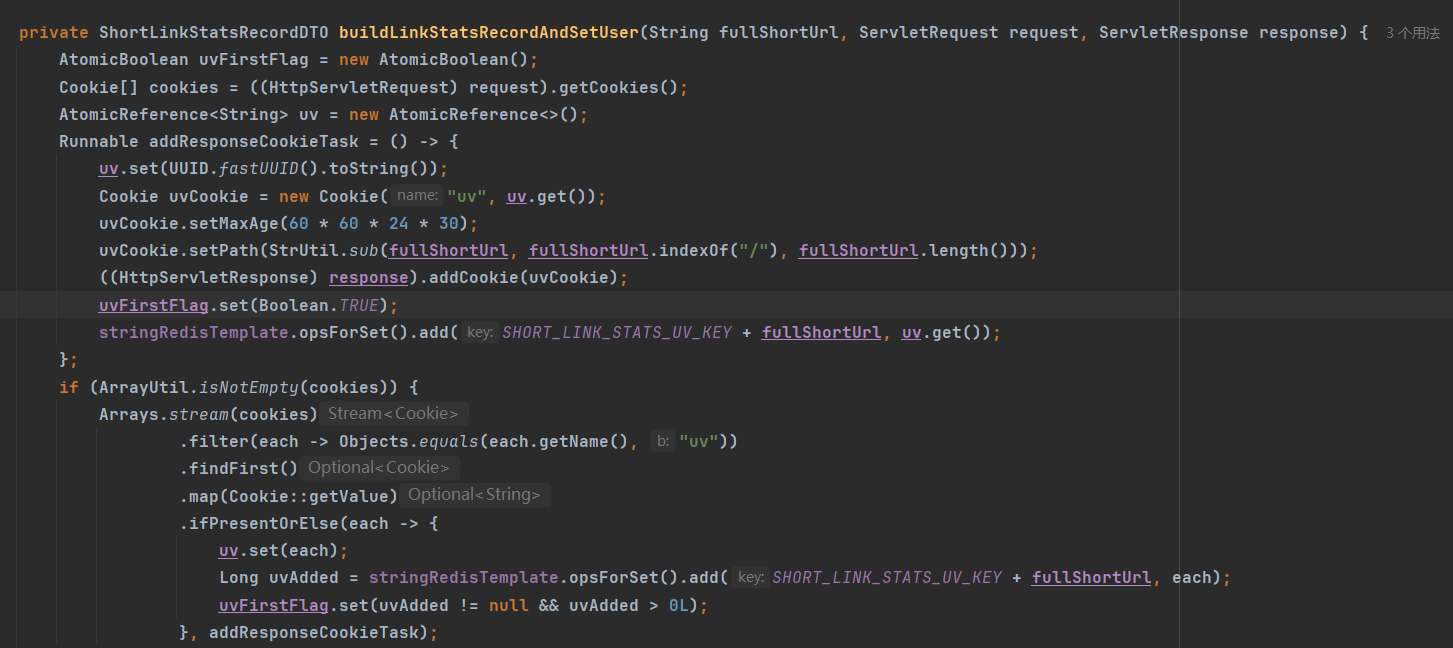 private ShortLinkStatsRecordDTO buildLinkStatsRecordAndSetUser(String fullShortUrl, ServletRequest request, ServletResponse response) { 3 个用法
    AtomicBoolean uvFirstFlag = new AtomicBoolean();
    Cookie[] cookies = ((HttpServletRequest) request).getCookies();
    AtomicReference<String> uv = new AtomicReference<>();
    Runnable addResponseCookieTask = () -> {
        uv.set(UUID.fastUUID().toString());
        Cookie uvCookie = new Cookie( name: "uv", uv.get());
        uvCookie.setMaxAge(60 * 60 * 24 * 30);
        uvCookie.setPath(StrUtil.sub(fullShortUrl, fullShortUrl.indexOf("/"), fullShortUrl.length()));
        ((HttpServletResponse) response).addCookie(uvCookie);
        uvFirstFlag.set(Boolean.TRUE);
        stringRedisTemplate.opsForSet().add( key: SHORT_LINK_STATS_UV_KEY + fullShortUrl, uv.get());
    };
    if (ArrayUtil.isNotEmpty(cookies)) {
        Arrays.stream(cookies) Stream<Cookie>
                .filter(each -> Objects.equals(each.getName(), b: "uv"))
                .findFirst() Optional<Cookie>
                .map(Cookie::getValue) Optional<String>
                .ifPresentOrElse(each -> {
                    uv.set(each);
                    Long uvAdded = stringRedisTemplate.opsForSet().add( key: SHORT_LINK_STATS_UV_KEY + fullShortUrl, each);
                    uvFirstFlag.set(uvAdded != null && uvAdded > 0L);
                }, addResponseCookieTask);